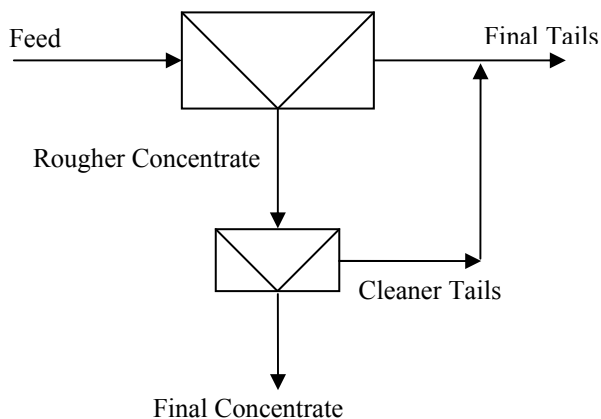 Feed
Final Tails
Rougher Concentrate
Cleaner Tails
Final Concentrate